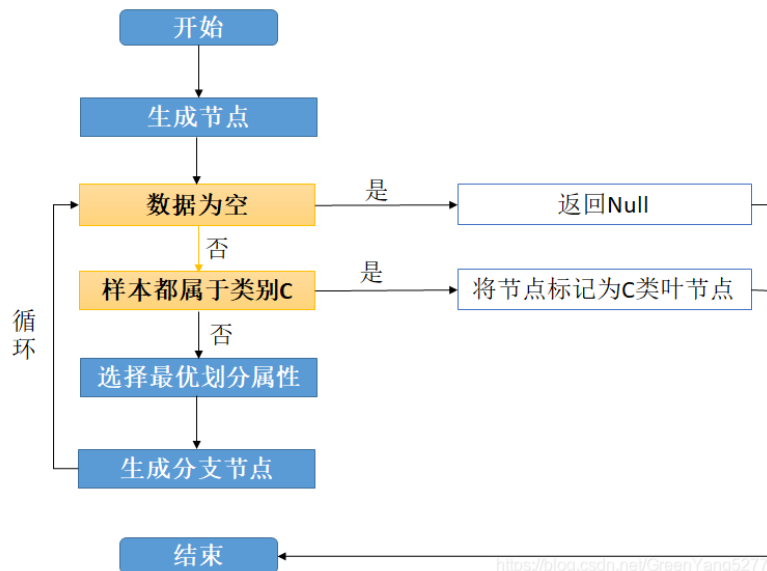 开始
生成节点
数据为空
是
返回Null
否
样本都属于类别C
是
将节点标记为C类叶节点
循环
否
选择最优划分属性
生成分支节点
结束
https://blog.csdn.net/GreenYang5277